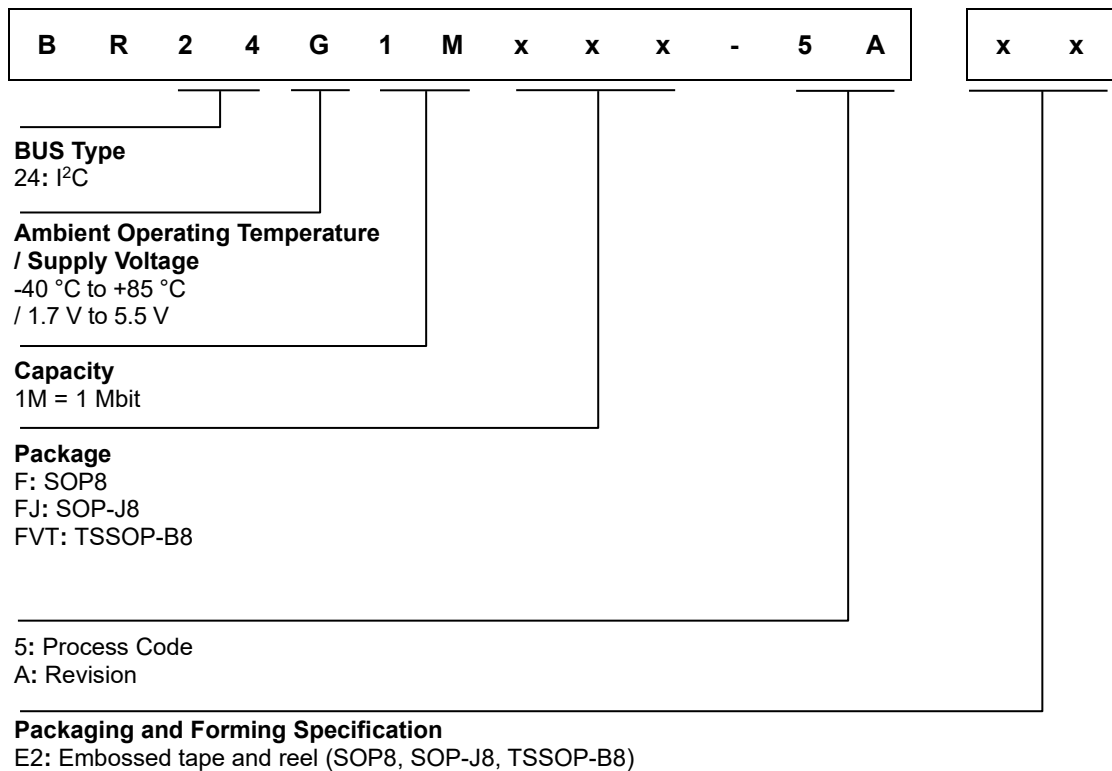 B R 2 4 G 1 M x x x - 5 A x x
BUS Type
24: I²C
Ambient Operating Temperature
/ Supply Voltage
-40 °C to +85 °C
/ 1.7 V to 5.5 V
Capacity
1M = 1 Mbit
Package
F: SOP8
FJ: SOP-J8
FVT: TSSOP-B8
5: Process Code
A: Revision
Packaging and Forming Specification
E2: Embossed tape and reel (SOP8, SOP-J8, TSSOP-B8)